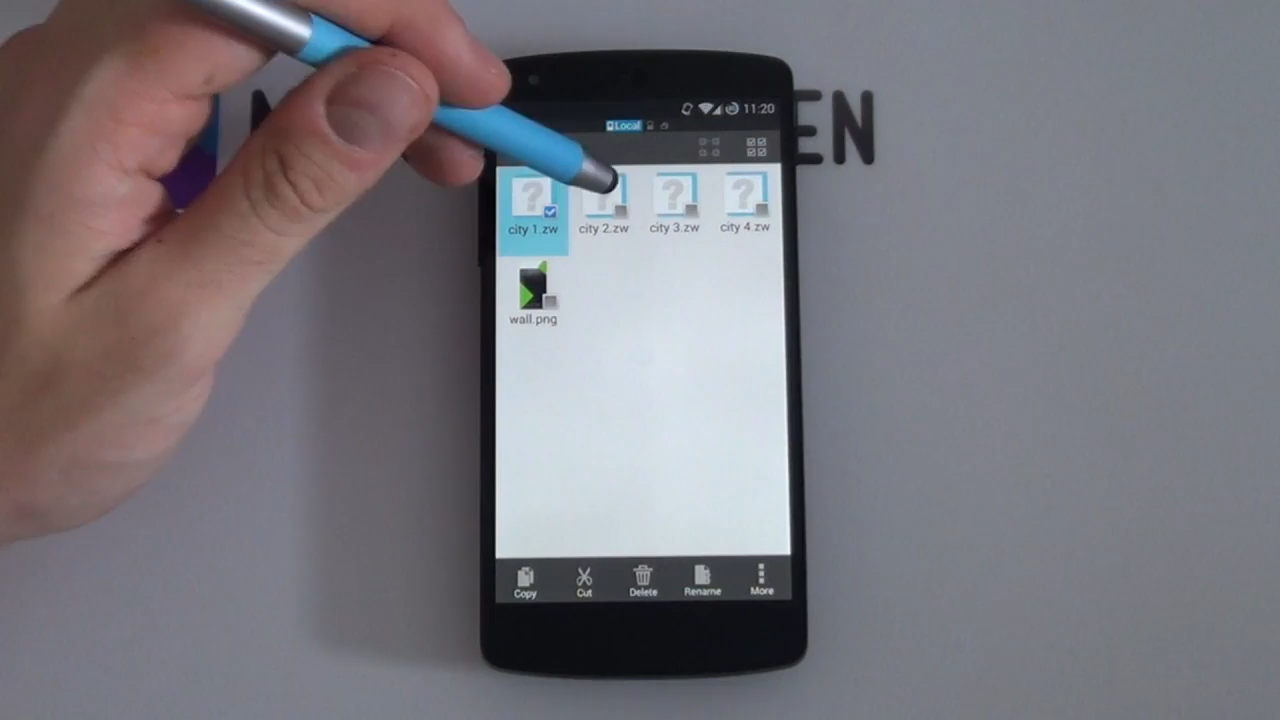 11:20
Local
city 1.zw
city 2.zw
city 3.zw
city 4.zw
wall.png
Copy
Cut
Delete
Rename
More